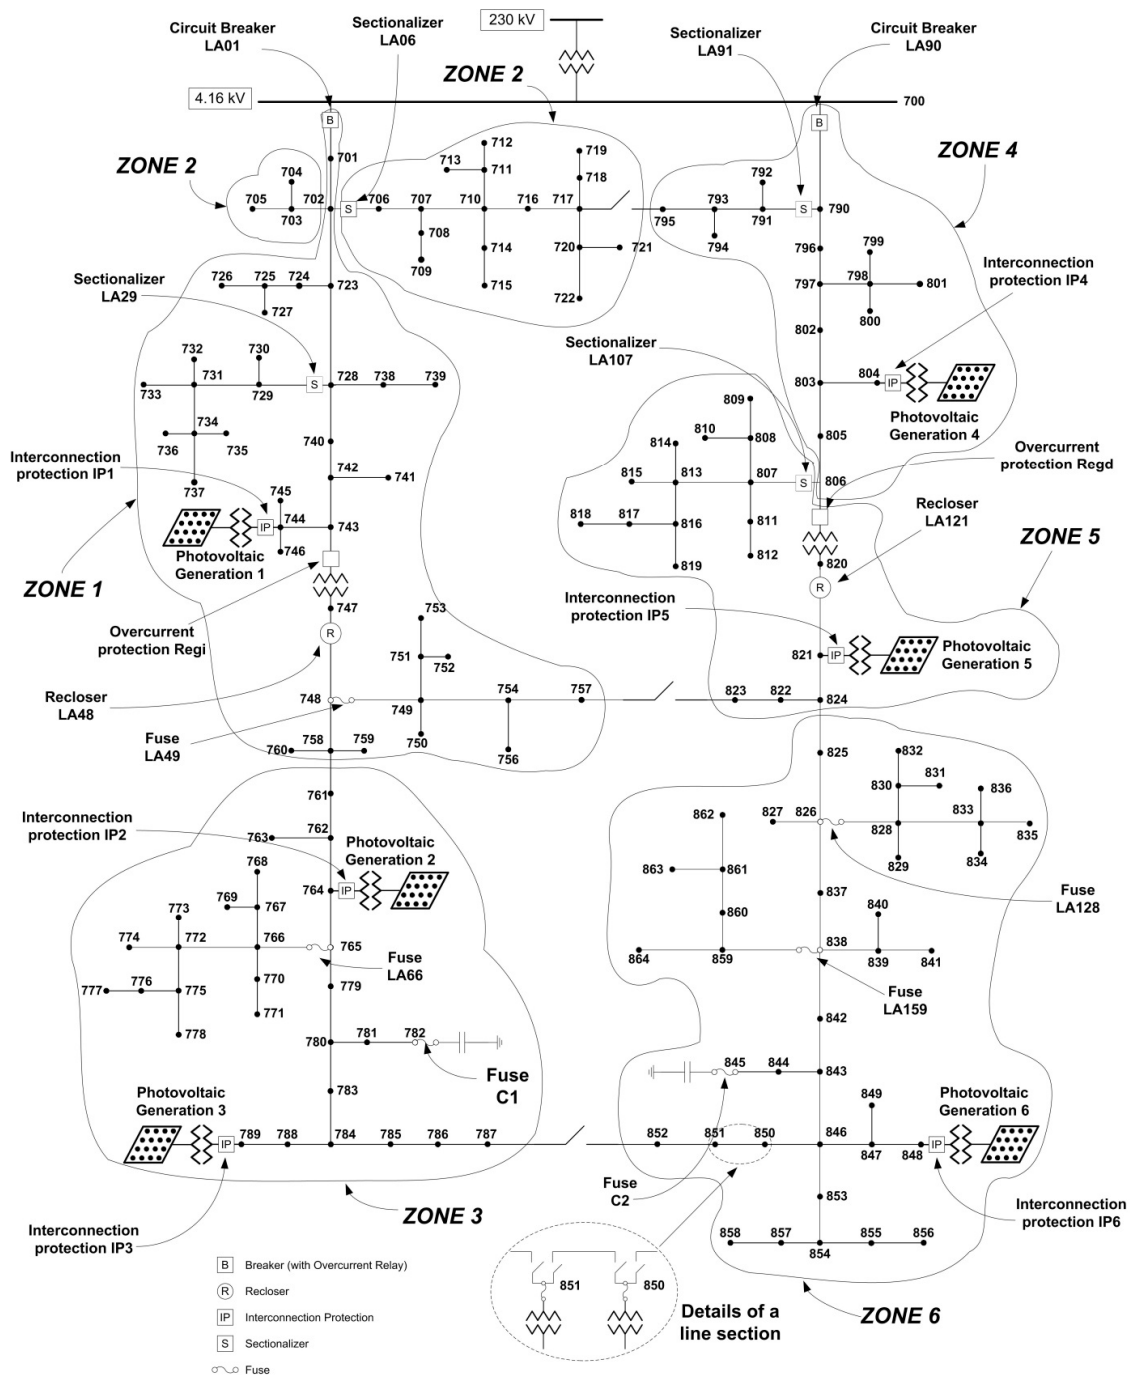 230 kV
Circuit Breaker
LA01
Sectionalizer
LA06
Sectionalizer
LA91
Circuit Breaker
LA90
ZONE 2
4.16 kV
700
B
B
ZONE 2
ZONE 4
701
704
705
702
703
S
706
707
708
709
713
712
711
710
714
715
716
717
719
718
720
721
722
795
793
794
792
791
S
790
796
797
799
798
801
800
802
Interconnection
protection IP4
803
804
IP
Photovoltaic
Generation 4
805
806
Sectionalizer
LA29
726
725
724
723
727
732
730
731
733
729
S
728
738
739
734
736
735
737
740
742
741
Interconnection
protection IP1
745
744
IP
743
746
Photovoltaic
Generation 1
ZONE 1
Overcurrent
protection Regi
747
R
Recloser
LA48
Sectionalizer
LA107
809
810
808
814
815
813
807
S
818
817
816
811
812
819
Overcurrent
protection Regd
Recloser
LA121
820
R
ZONE 5
Interconnection
protection IP5
821
IP
Photovoltaic
Generation 5
753
751
752
748
749
750
754
757
756
Fuse
LA49
760
758
759
823
822
824
825
761
762
763
Interconnection
protection IP2
764
IP
Photovoltaic
Generation 2
768
769
767
773
774
772
766
765
777
776
775
770
771
778
Fuse
LA66
779
780
781
782
Fuse
C1
783
Photovoltaic
Generation 3
IP
789
788
784
785
786
787
Interconnection
protection IP3
ZONE 3
832
830
831
836
827
826
828
833
835
829
834
Fuse
LA128
862
863
861
860
864
859
837
838
840
839
841
Fuse
LA159
842
845
844
843
849
Photovoltaic
Generation 6
852
851
850
846
847
848
IP
Fuse
C2
Interconnection
protection IP6
853
858
857
854
855
856
ZONE 6
851
850
Details of a
line section
B Breaker (with Overcurrent Relay)
R Recloser
IP Interconnection Protection
S Sectionalizer
Fuse